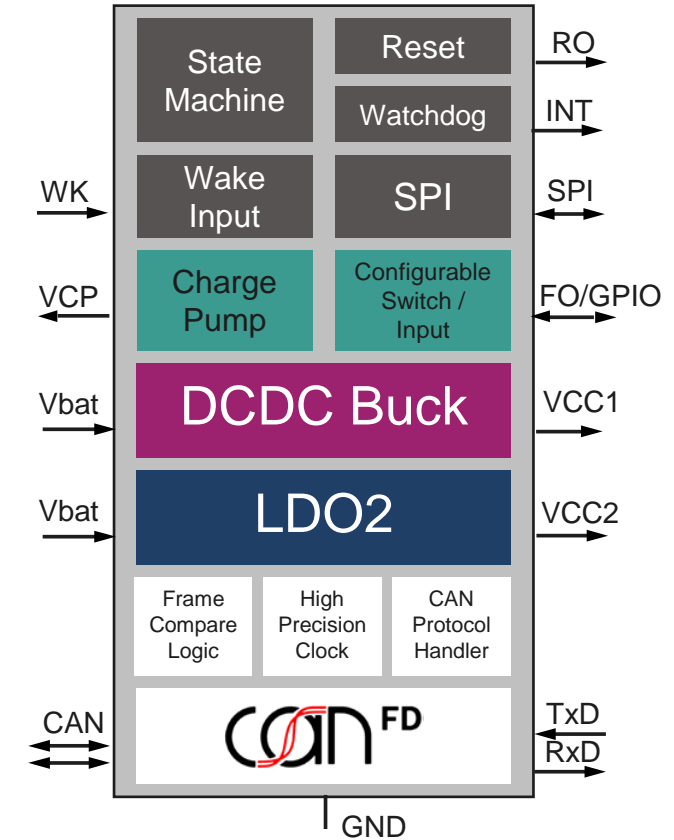 State
Machine
Reset
RO
Watchdog
INT
WK
Wake
Input
SPI
SPI
VCP
Charge
Pump
Configurable
Switch /
Input
FO/GPIO
Vbat
DCDC Buck
VCC1
Vbat
LDO2
VCC2
Frame
Compare
Logic
High
Precision
Clock
CAN
Protocol
Handler
CAN
CAN FD
TxD
RxD
GND